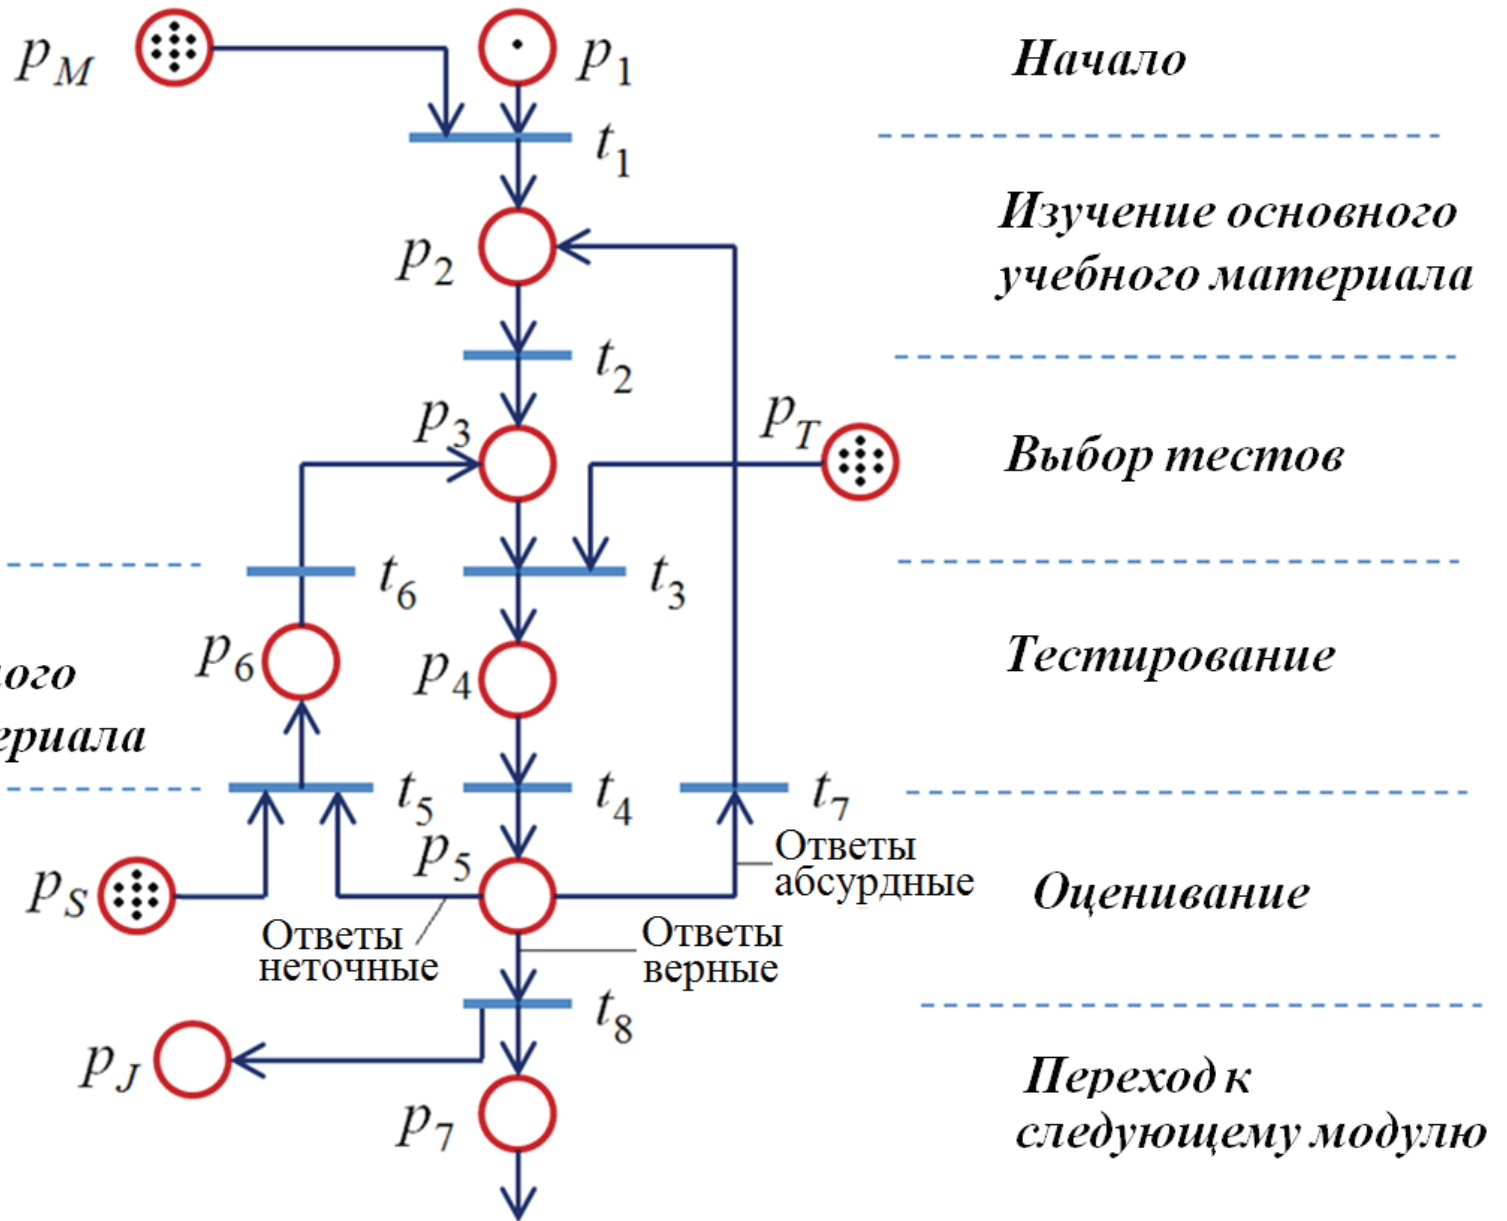 p_M
p_1
Начало
t_1
Изучение основного
учебного материала
p_2
t_2
p_3
p_T
Выбор тестов
t_6
t_3
p_6
p_4
Тестирование
t_5
t_4
t_7
Ответы
абсурдные
p_5
p_S
Оценивание
Ответы
неточные
Ответы
верные
t_8
p_J
Переход к
следующему модулю
p_7